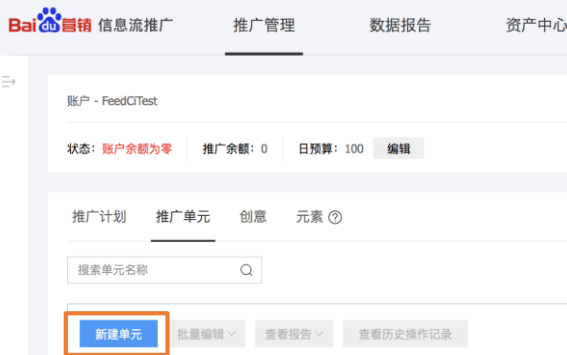 Bai du 营销 信息流推广 推广管理 数据报告 资产中心
账户 - FeedCiTest
状态: 账户余额为零 推广余额: 0 日预算: 100 编辑
推广计划 推广单元 创意 元素 ?
搜索单元名称
新建单元 批量编辑 查看报告 查看历史操作记录